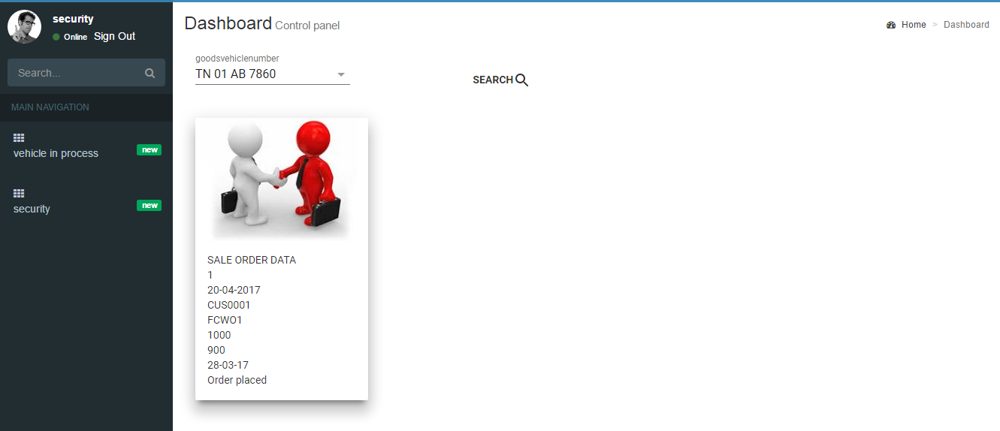 security
Online Sign Out
Search...
MAIN NAVIGATION
vehicle in process new
security new
Dashboard Control panel
Home > Dashboard
goodsvehiclenumber
TN 01 AB 7860
SEARCH
SALE ORDER DATA
1
20-04-2017
CUS0001
FCWO1
1000
900
28-03-17
Order placed